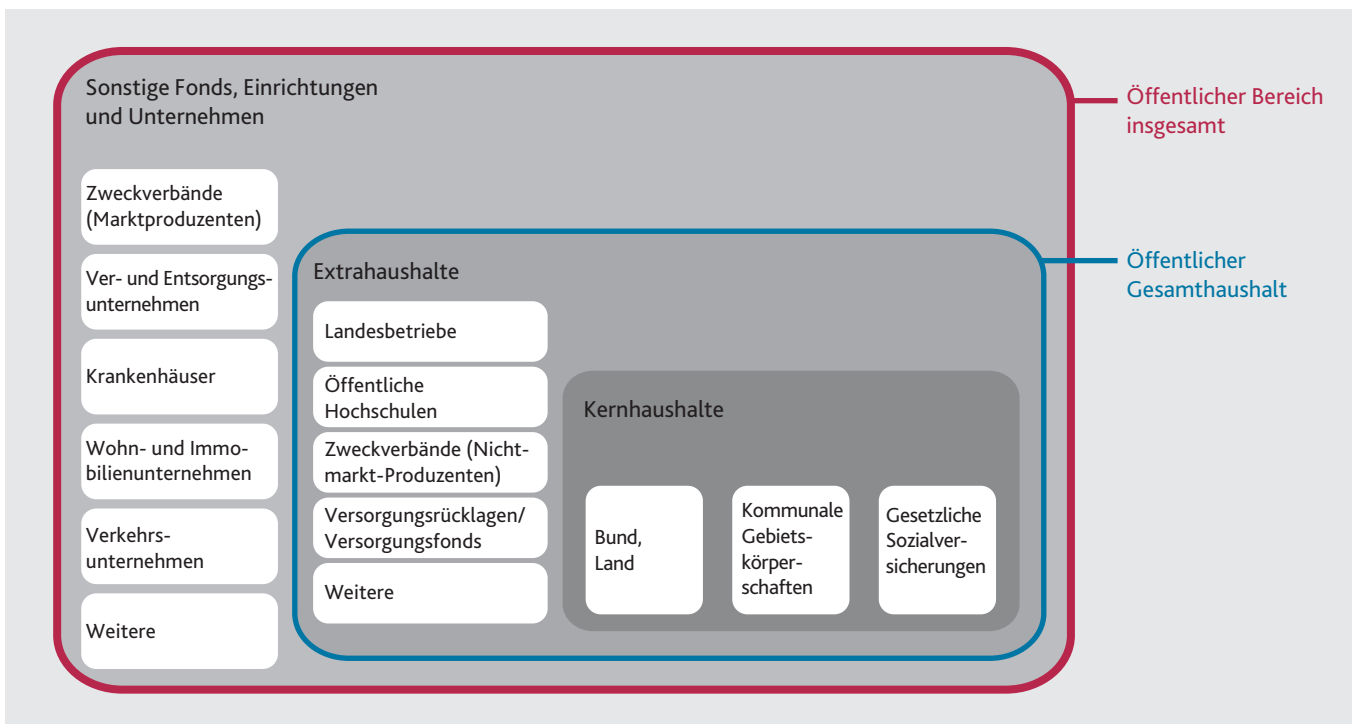 Sonstige Fonds, Einrichtungen
und Unternehmen
Öffentlicher Bereich
insgesamt
Zweckverbände
(Marktproduzenten)
Ver- und Entsorgungs-
unternehmen
Krankenhäuser
Wohn- und Immo-
bilienunternehmen
Verkehrs-
unternehmen
Weitere
Öffentlicher
Gesamthaushalt
Extrahaushalte
Landesbetriebe
Öffentliche
Hochschulen
Zweckverbände (Nicht-
markt-Produzenten)
Versorgungsrücklagen/
Versorgungsfonds
Weitere
Kernhaushalte
Bund,
Land
Kommunale
Gebiets-
körper-
schaften
Gesetzliche
Sozialver-
sicherungen